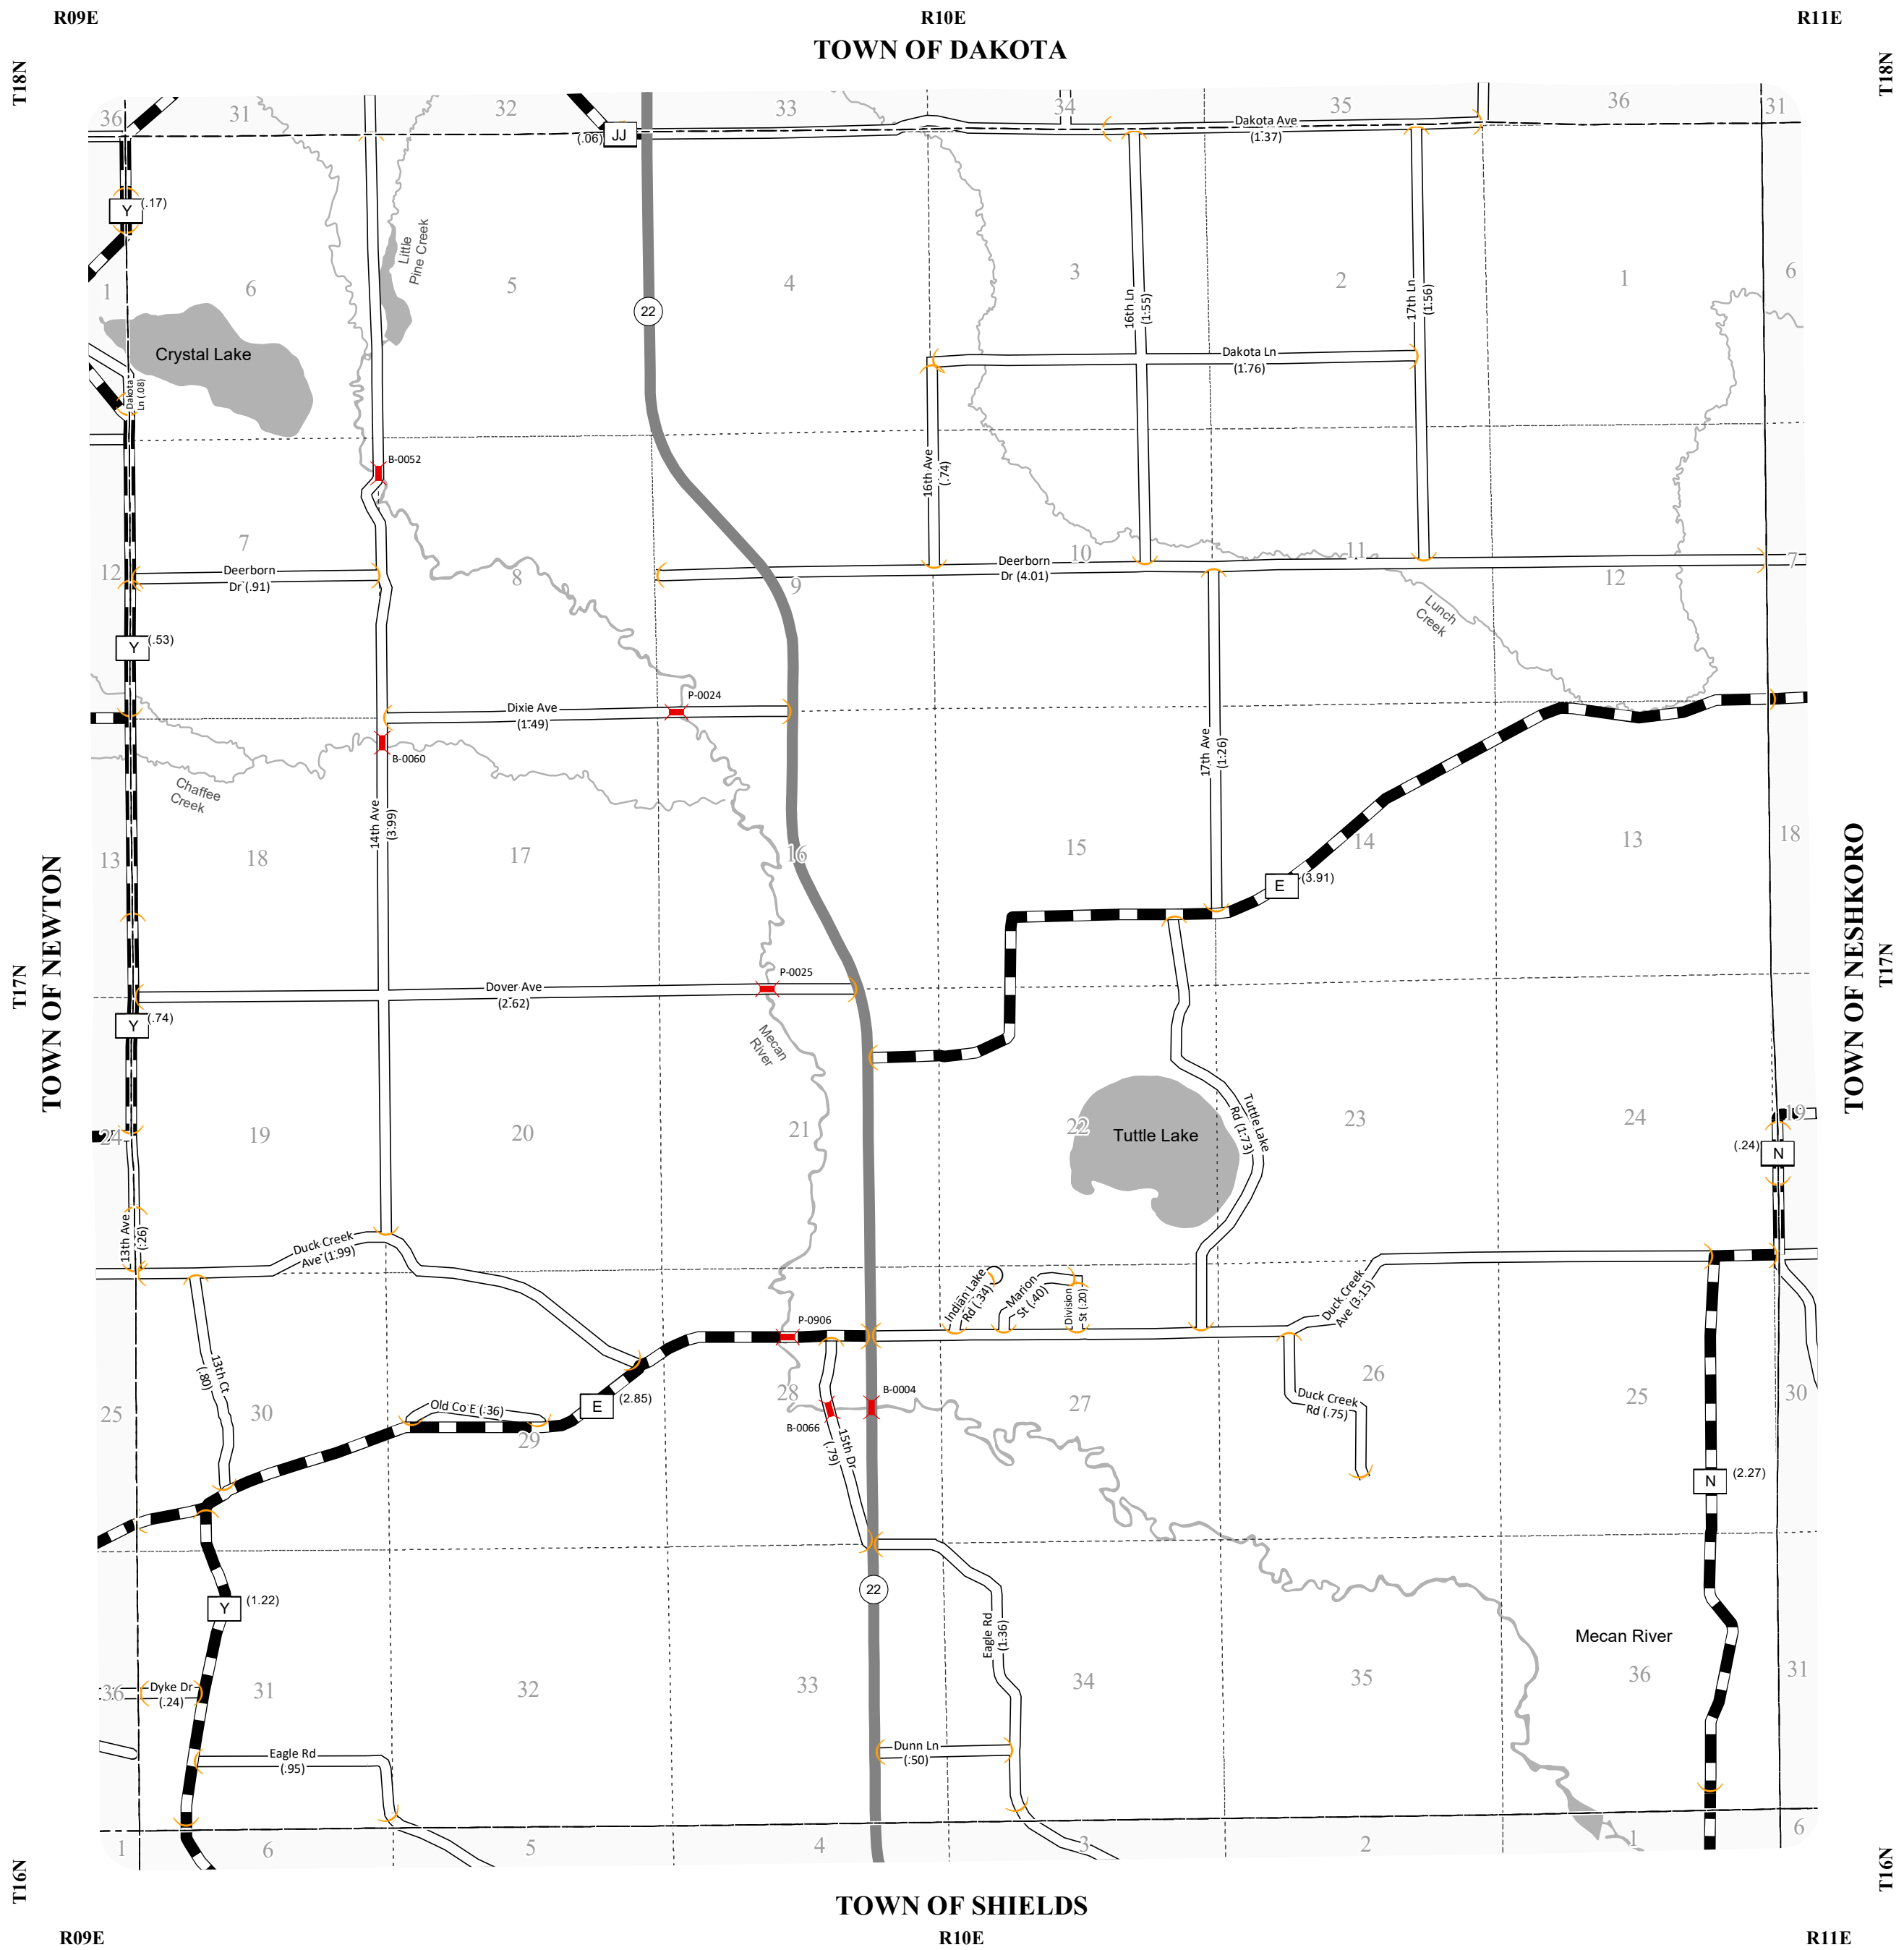 R09E
R10E
R11E
TOWN OF DAKOTA
T18N
T18N
36
31
32
33
34
35
36
31
JJ
(.06)
Dakota Ave
(1.37)
Y
(.17)
Little
Pine Creek
1
6
5
4
3
2
1
6
22
16th Ln
(1.55)
17th Ln
(1.56)
Crystal Lake
Dakota Ln
(1.76)
Dakota
Ln (.08)
B-0052
16th Ave
(.74)
7
8
9
10
11
12
7
12
Deerborn
Dr (.91)
Deerborn
Dr (4.01)
Lunch
Creek
Y
(.53)
P-0024
Dixie Ave
(1.49)
B-0060
17th Ave
(1.26)
Chaffee
Creek
14th Ave
(3.99)
13
18
17
16
15
14
13
18
E
(3.91)
TOWN OF NEWTON
TOWN OF NESHKORO
T17N
T17N
P-0025
Dover Ave
(2.62)
Y
(.74)
Mecan
River
24
19
20
21
22
23
24
19
Tuttle Lake
Tuttle Lake
Rd (1.73)
(.24)
N
13th Ave
(.26)
Duck Creek
Ave (1.99)
Indian Lake
Rd (.34)
Marion
St (.40)
Division
St (.20)
Duck Creek
Ave (3.15)
P-0906
13th Ct
(.80)
25
30
29
28
27
26
25
30
Old Co E (.36)
E
(2.85)
B-0004
B-0066
15th Dr
(.79)
Duck Creek
Rd (.75)
N
(2.27)
22
Y
(1.22)
Eagle Rd
(1.36)
Mecan River
36
31
32
33
34
35
36
31
Dyke Dr
(.24)
Eagle Rd
(.95)
Dunn Ln
(.50)
1
6
5
4
3
2
1
6
T16N
T16N
TOWN OF SHIELDS
R09E
R10E
R11E